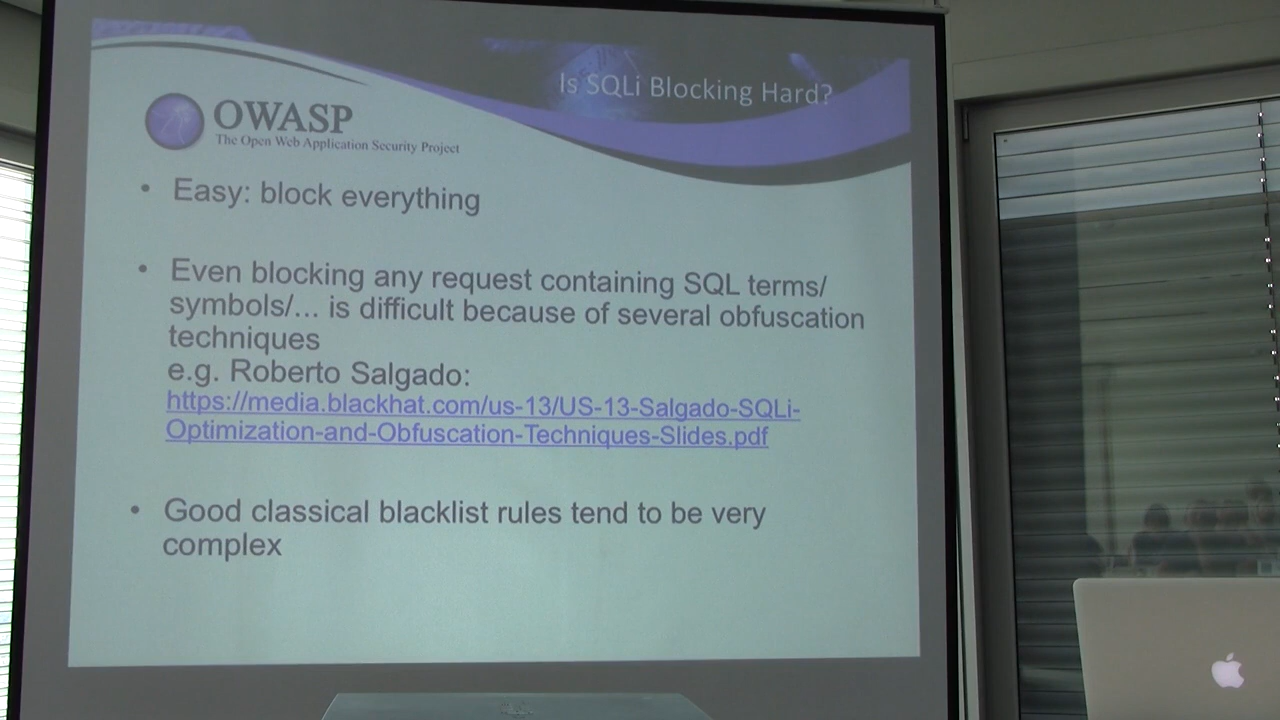 Is SQLi Blocking Hard?
OWASP
The Open Web Application Security Project
• Easy: block everything
• Even blocking any request containing SQL terms/
symbols/... is difficult because of several obfuscation
techniques
e.g. Roberto Salgado:
https://media.blackhat.com/us-13/US-13-Salgado-SQLi-
Optimization-and-Obfuscation-Techniques-Slides.pdf
• Good classical blacklist rules tend to be very
complex